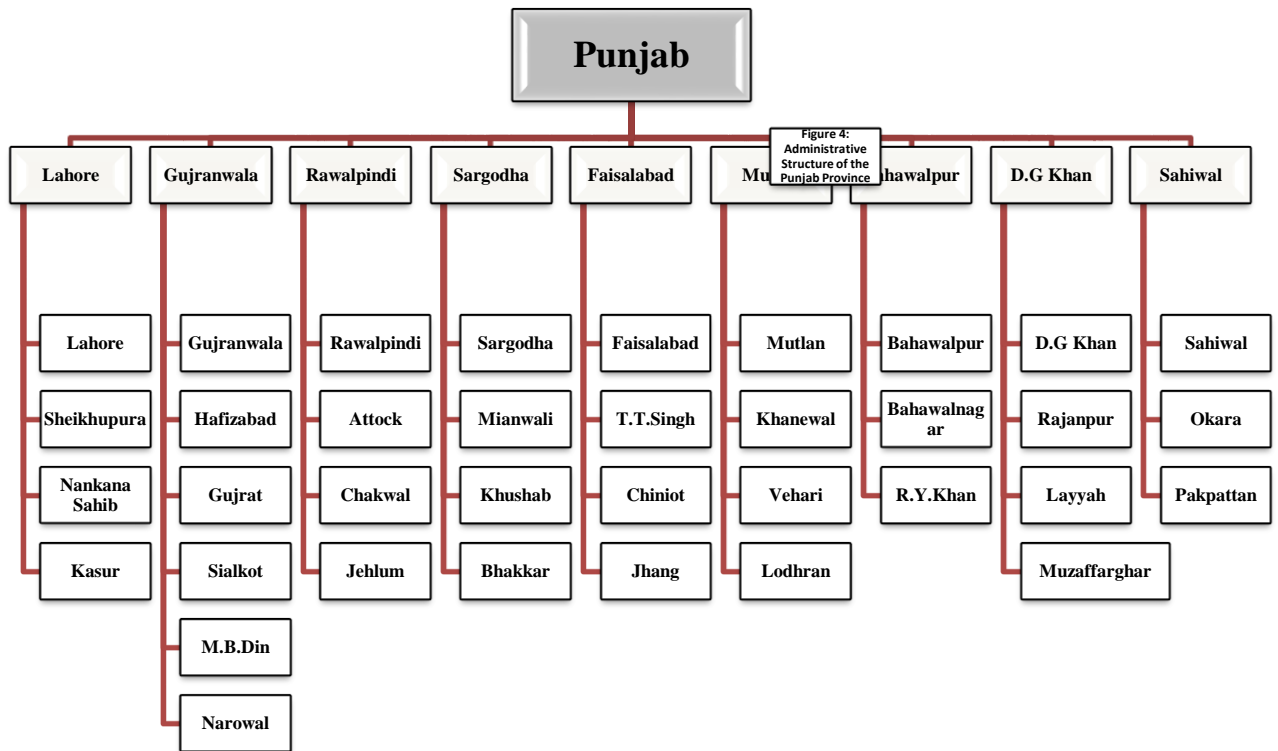 Punjab
Figure 4:
Administrative
Structure of the
Punjab Province
Lahore
Gujranwala
Rawalpindi
Sargodha
Faisalabad
Mu
ahawalpur
D.G Khan
Sahiwal
Lahore
Gujranwala
Rawalpindi
Sargodha
Faisalabad
Mutlan
Bahawalpur
D.G Khan
Sahiwal
Sheikhupura
Hafizabad
Attock
Mianwali
T.T.Singh
Khanewal
Bahawalnag
ar
Rajanpur
Okara
Nankana
Sahib
Gujrat
Chakwal
Khushab
Chiniot
Vehari
R.Y.Khan
Layyah
Pakpattan
Kasur
Sialkot
Jehlum
Bhakkar
Jhang
Lodhran
Muzaffarghar
M.B.Din
Narowal